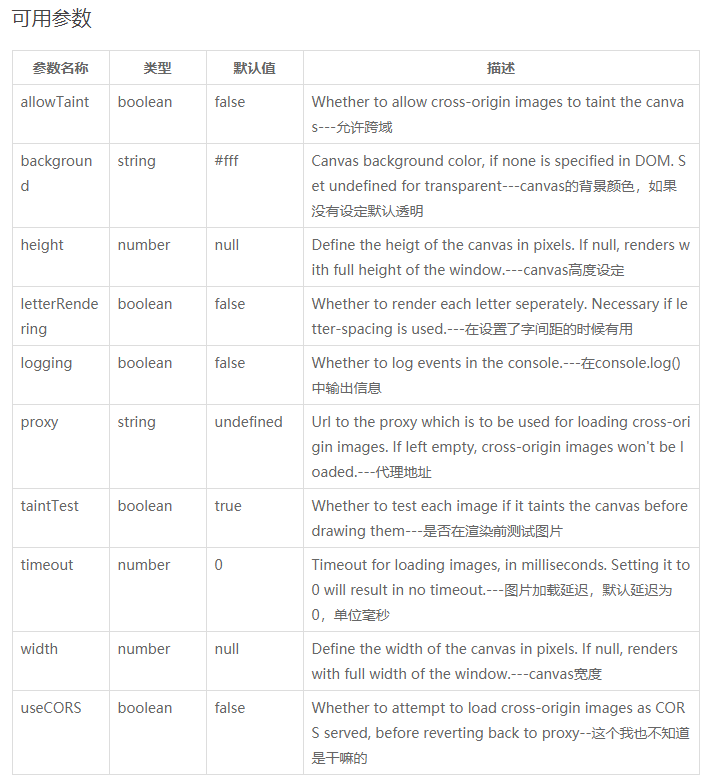 可用参数
参数名称 类型 默认值 描述
allowTaint boolean false Whether to allow cross-origin images to taint the canva
s---允许跨域
backgroun string #fff Canvas background color, if none is specified in DOM. S
d et undefined for transparent---canvas的背景颜色，如果
没有设定默认透明
height number null Define the heigt of the canvas in pixels. If null, renders w
ith full height of the window.---canvas高度设定
letterRende boolean false Whether to render each letter seperately. Necessary if le
ring tter-spacing is used.---在设置了字间距的时候有用
logging boolean false Whether to log events in the console.---在console.log()
中输出信息
proxy string undefined Url to the proxy which is to be used for loading cross-ori
gin images. If left empty, cross-origin images won't be l
oaded.---代理地址
taintTest boolean true Whether to test each image if it taints the canvas before
drawing them---是否在渲染前测试图片
timeout number 0 Timeout for loading images, in milliseconds. Setting it to
0 will result in no timeout.---图片加载延迟，默认延迟为
0，单位毫秒
width number null Define the width of the canvas in pixels. If null, renders
with full width of the window.---canvas宽度
useCORS boolean false Whether to attempt to load cross-origin images as COR
S served, before reverting back to proxy--这个我也不知道
是干嘛的